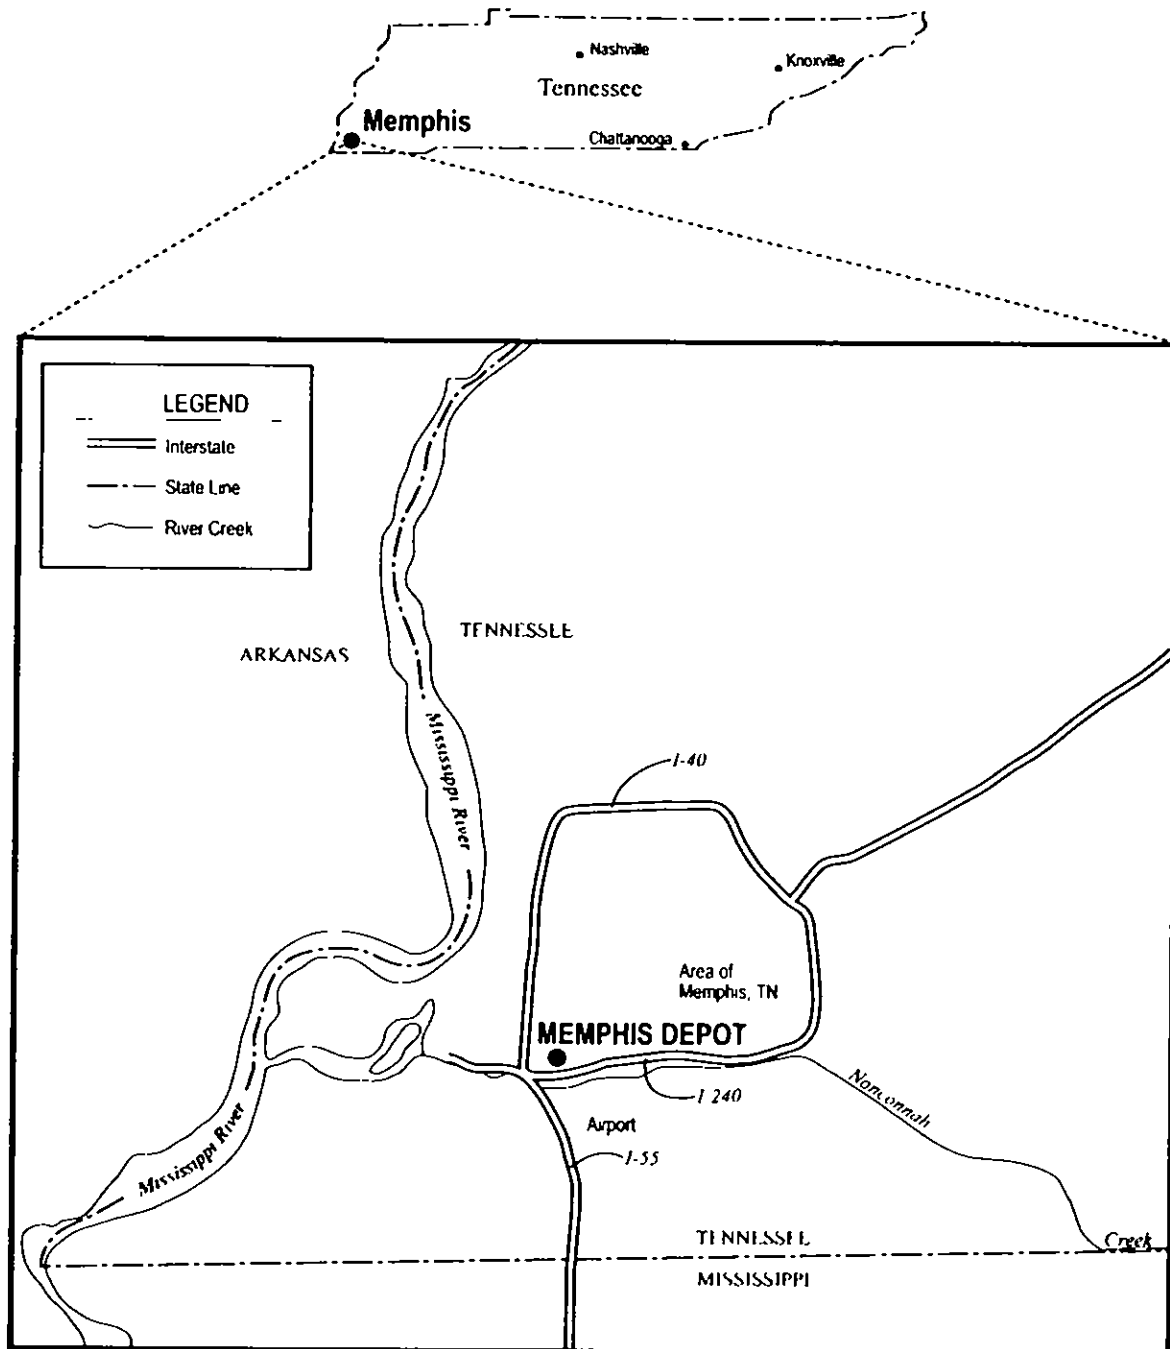 Nashville
Knoxville
Tennessee
Memphis
Chattanooga
LEGEND
Interstate
State Line
River Creek
TENNESSEE
ARKANSAS
Mississippi River
I-40
Area of
Memphis, TN
MEMPHIS DEPOT
Nonconnah
I 240
Airport
Mississippi River
I-55
TENNESSEE
Creek
MISSISSIPPI